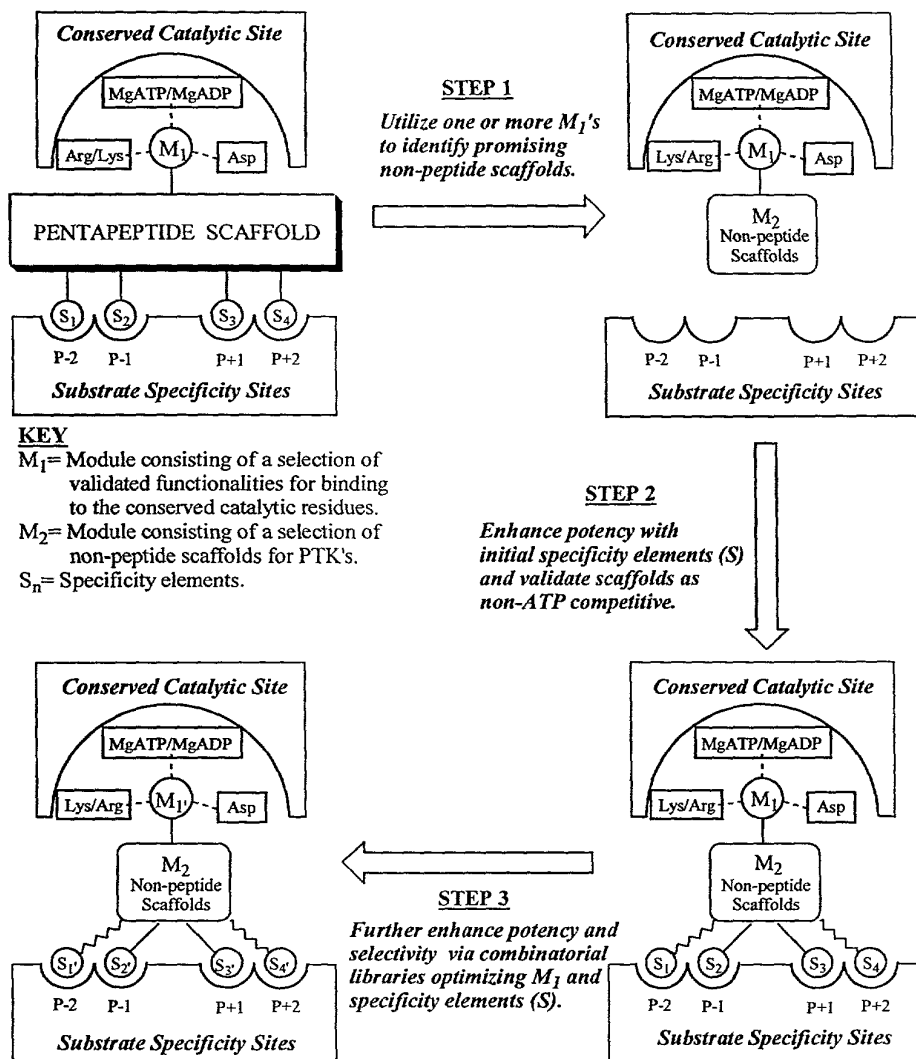 Conserved Catalytic Site
MgATP/MgADP
Arg/Lys
M1
Asp
PENTAPEPTIDE SCAFFOLD
S1
S2
S3
S4
P-2
P-1
P+1
P+2
Substrate Specificity Sites
STEP 1
Utilize one or more M1's
to identify promising
non-peptide scaffolds.
Conserved Catalytic Site
MgATP/MgADP
Lys/Arg
M1
Asp
M2
Non-peptide
Scaffolds
P-2
P-1
P+1
P+2
Substrate Specificity Sites
KEY
M1= Module consisting of a selection of
validated functionalities for binding
to the conserved catalytic residues.
M2= Module consisting of a selection of
non-peptide scaffolds for PTK's.
Sn= Specificity elements.
STEP 2
Enhance potency with
initial specificity elements (S)
and validate scaffolds as
non-ATP competitive.
Conserved Catalytic Site
MgATP/MgADP
Lys/Arg
M1'
Asp
M2
Non-peptide
Scaffolds
S1'
S2'
S3'
S4'
P-2
P-1
P+1
P+2
Substrate Specificity Sites
STEP 3
Further enhance potency and
selectivity via combinatorial
libraries optimizing M1 and
specificity elements (S).
Conserved Catalytic Site
MgATP/MgADP
Lys/Arg
M1
Asp
M2
Non-peptide
Scaffolds
S1
S2
S3
S4
P-2
P-1
P+1
P+2
Substrate Specificity Sites